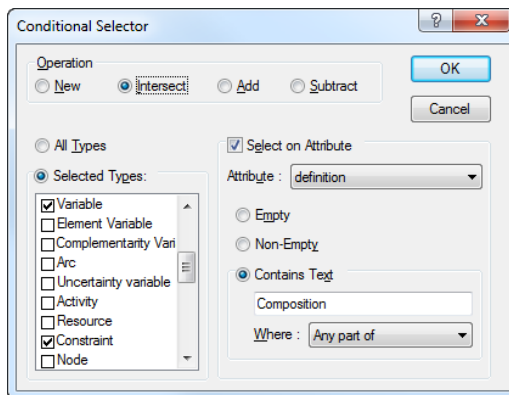 Conditional Selector
?
X
Operation
New
Intersect
Add
Subtract
OK
Cancel
All Types
Selected Types:
Variable
Element Variable
Complementarity Vari
Arc
Uncertainty variable
Activity
Resource
Constraint
Node
Select on Attribute
Attribute : definition
Empty
Non-Empty
Contains Text
Composition
Where : Any part of